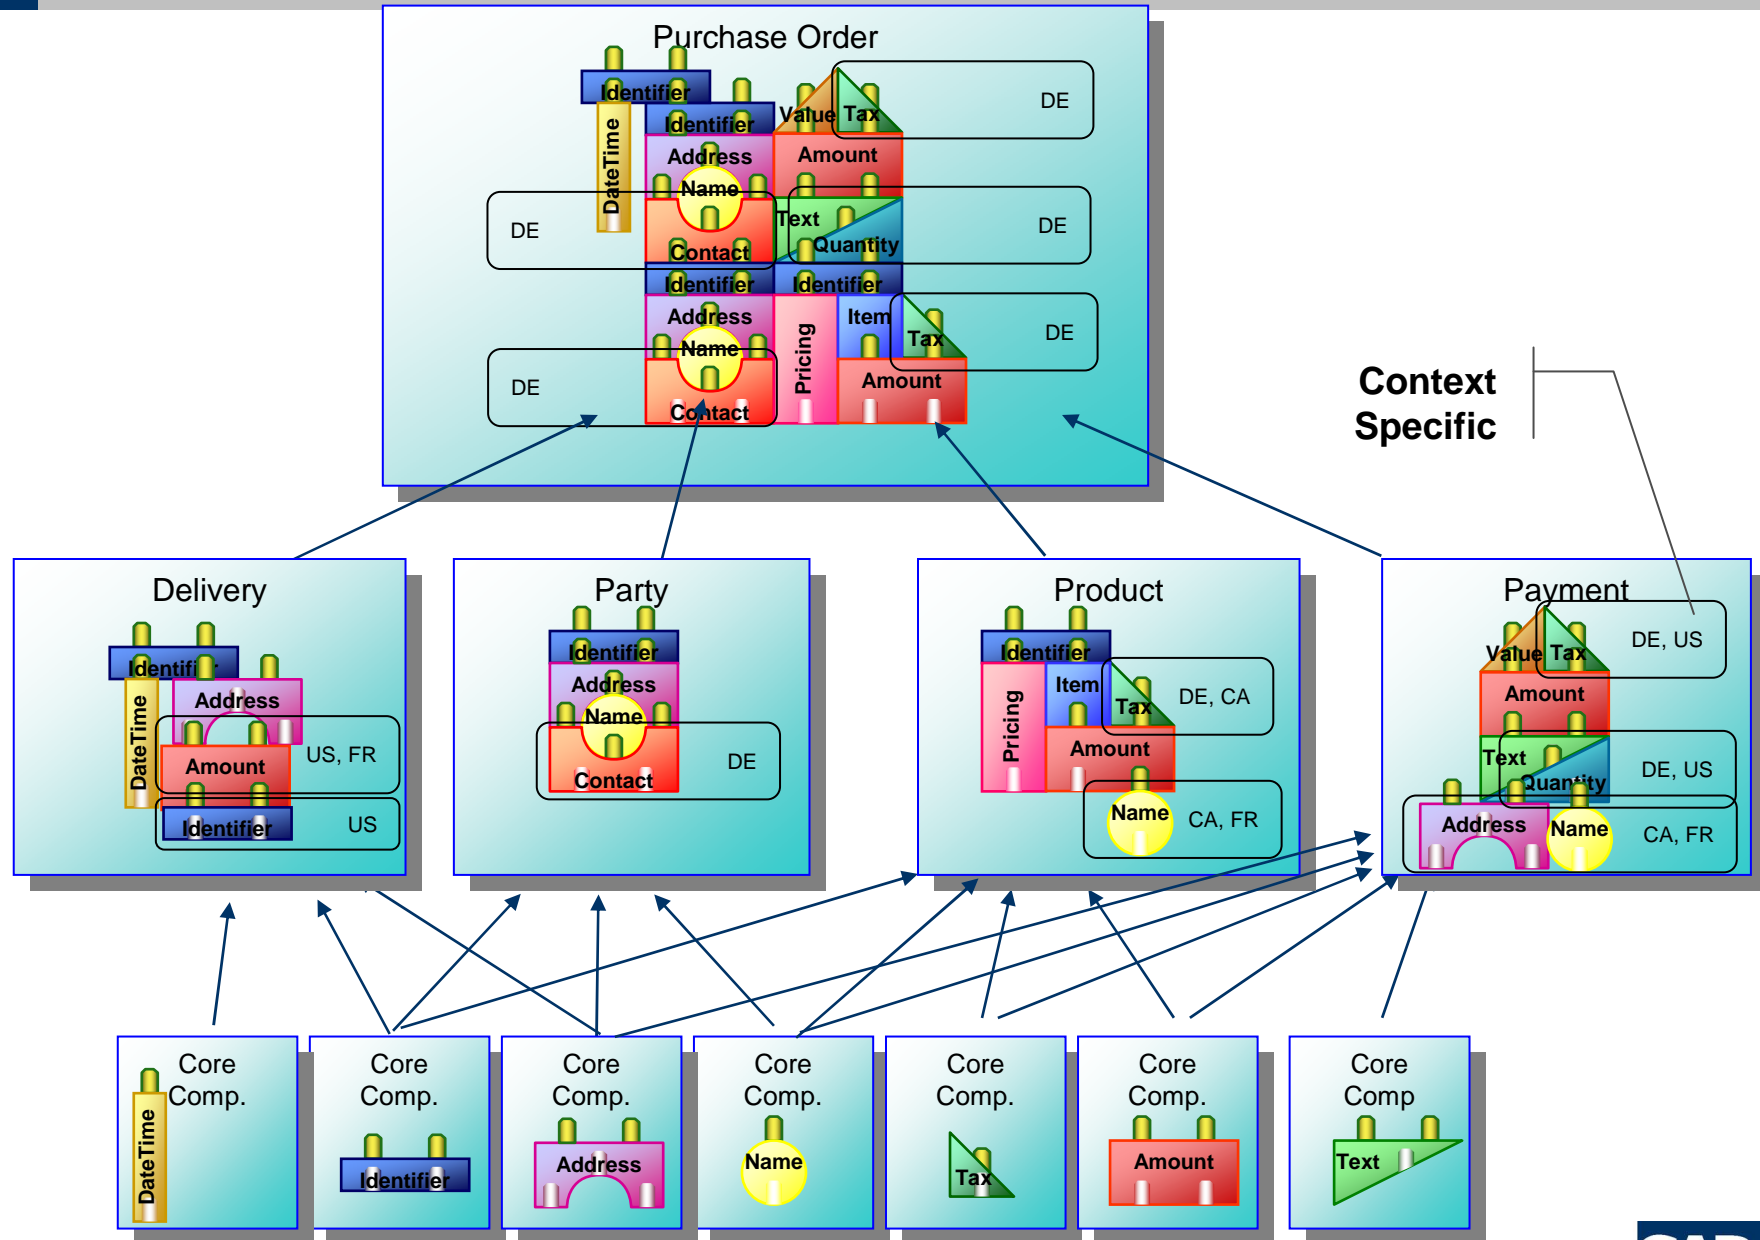 Purchase Order
Identifier
DE
Identifier
Value
Tax
DateTime
Address
Amount
Name
DE
Text
DE
Contact
Quantity
Identifier
Identifier
Address
Item
Pricing
Name
Tax
DE
DE
Amount
Contact
Context
Specific
Delivery
Identifier
DateTime
Address
US, FR
Amount
Identifier
US
Party
Identifier
Address
Name
DE
Contact
Product
Identifier
Item
Pricing
Tax
DE, CA
Amount
Name
CA, FR
Payment
Value
Tax
DE, US
Amount
Text
Quantity
DE, US
Address
Name
CA, FR
Core
Comp.
DateTime
Core
Comp.
Identifier
Core
Comp.
Address
Core
Comp.
Name
Core
Comp.
Tax
Core
Comp.
Amount
Core
Comp
Text